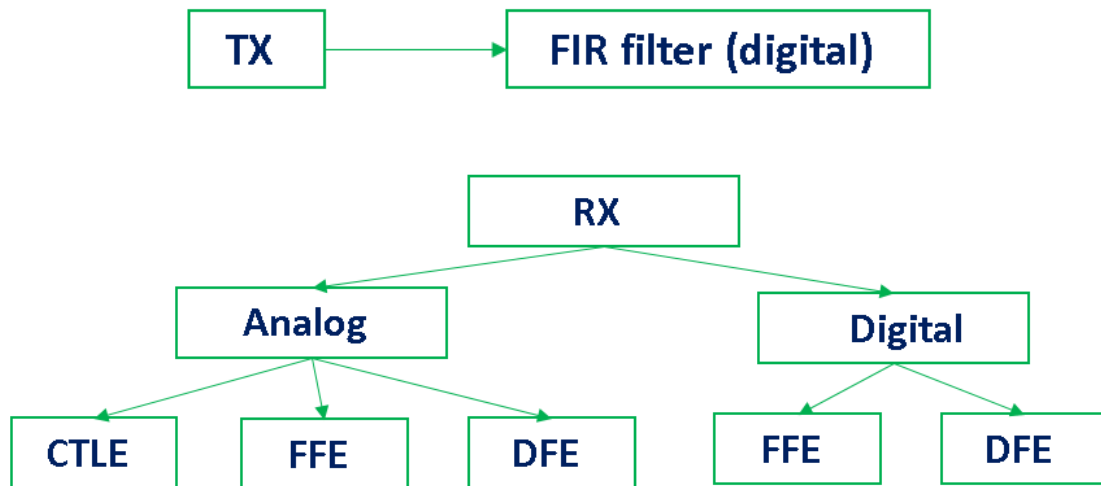 TX
FIR filter (digital)
RX
Analog
Digital
CTLE
FFE
DFE
FFE
DFE